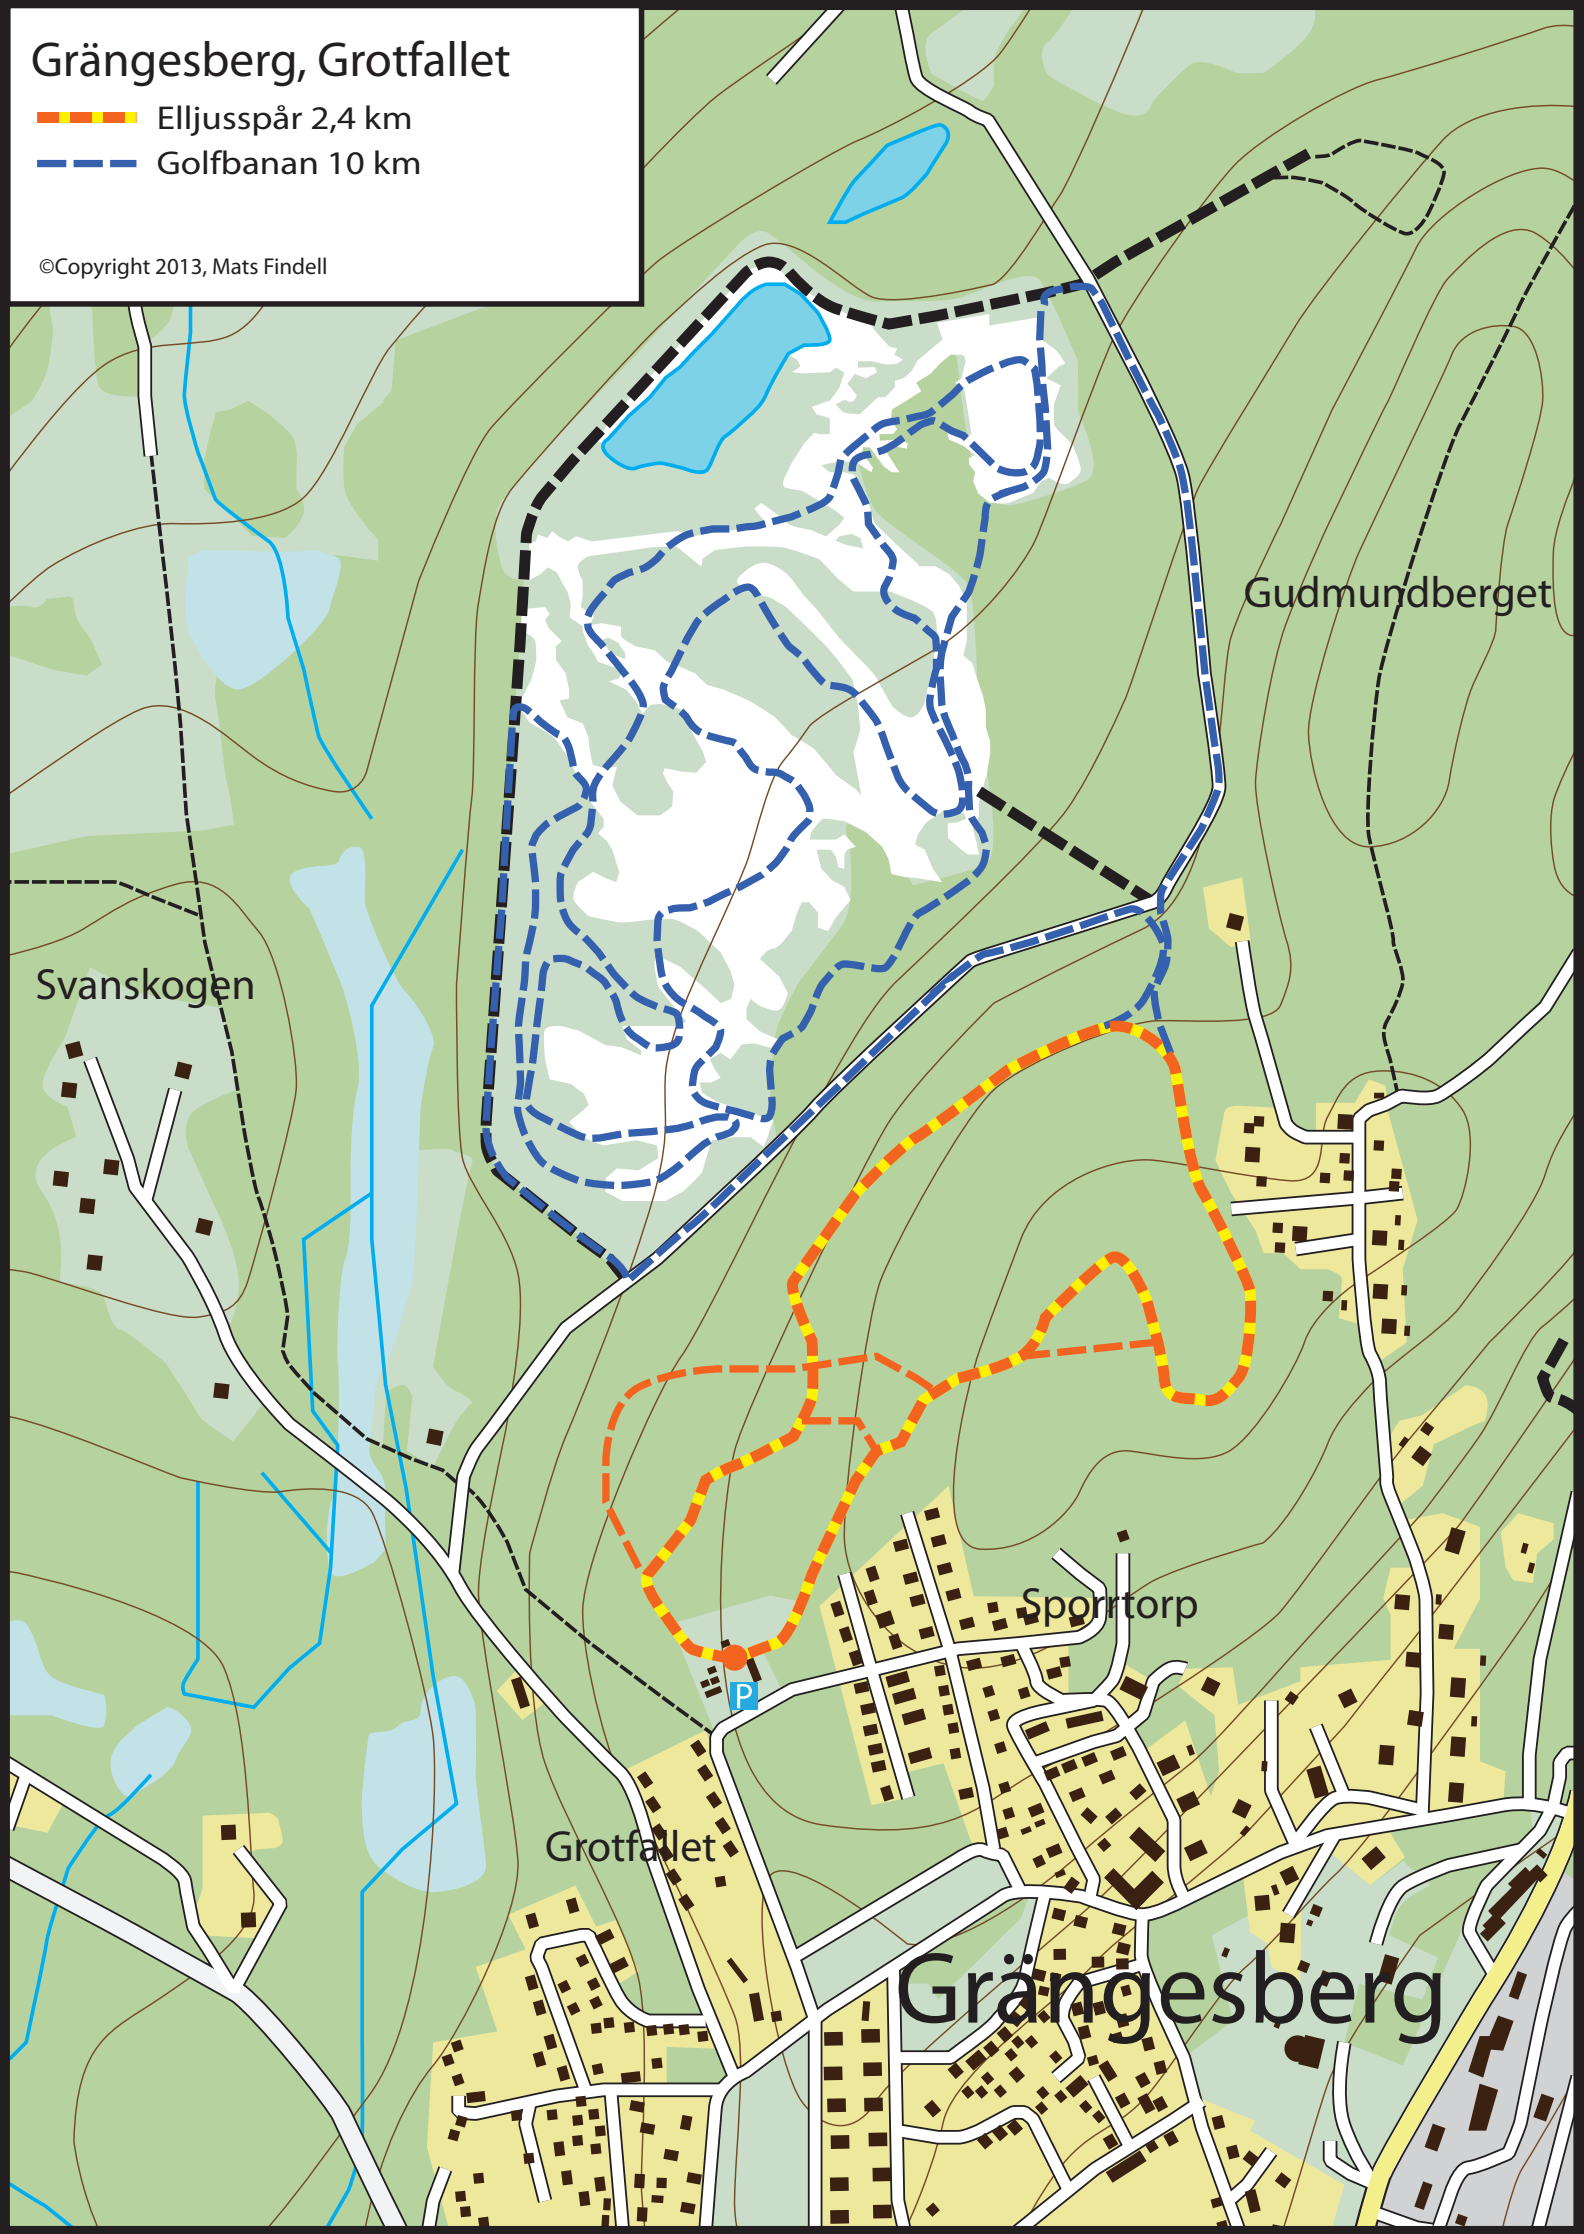 Grängesberg, Grotfallet
Elljusspår 2,4 km
Golfbanan 10 km
©Copyright 2013, Mats Findell
Gudmundberget
Svanskogen
Sporrtorp
P
Grotfallet
Grängesberg